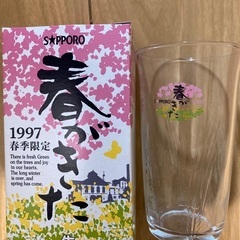 SAPPORO
春がきた
1997
春季限定
There is fresh Green
on the trees and joy
in our hearts.
The long winter
is over, and
spring has come.
春がきた